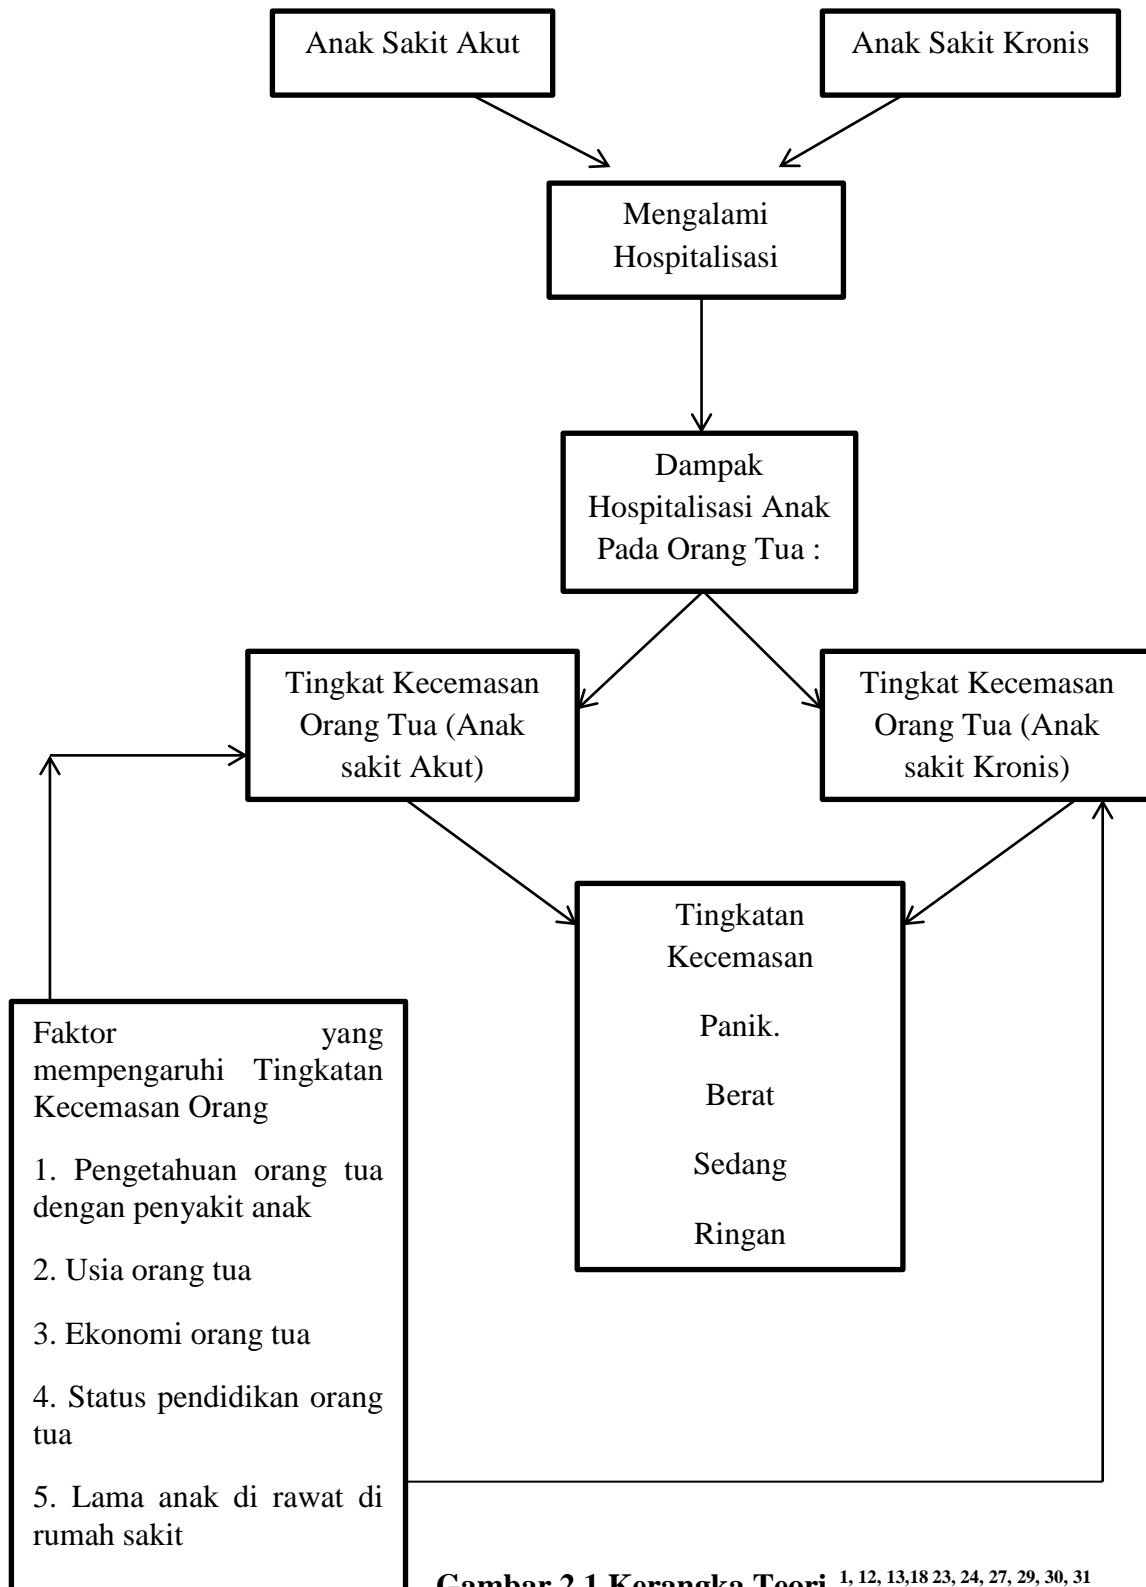 Anak Sakit Akut
Anak Sakit Kronis
Mengalami
Hospitalisasi
Dampak
Hospitalisasi Anak
Pada Orang Tua :
Tingkat Kecemasan
Orang Tua (Anak
sakit Akut)
Tingkat Kecemasan
Orang Tua (Anak
sakit Kronis)
Tingkatan
Kecemasan
Panik.
Berat
Sedang
Ringan
Faktor yang
mempengaruhi Tingkatan
Kecemasan Orang
1. Pengetahuan orang tua
dengan penyakit anak
2. Usia orang tua
3. Ekonomi orang tua
4. Status pendidikan orang
tua
5. Lama anak di rawat di
rumah sakit
Gambar 2.1 Kerangka Teori 1, 12, 13,18 23, 24, 27, 29, 30, 31